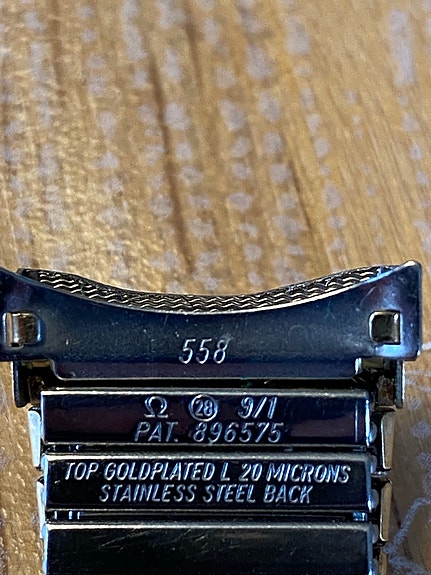 558
Ω 28 9/1
PAT. 896575
TOP GOLDPLATED L 20 MICRONS
STAINLESS STEEL BACK